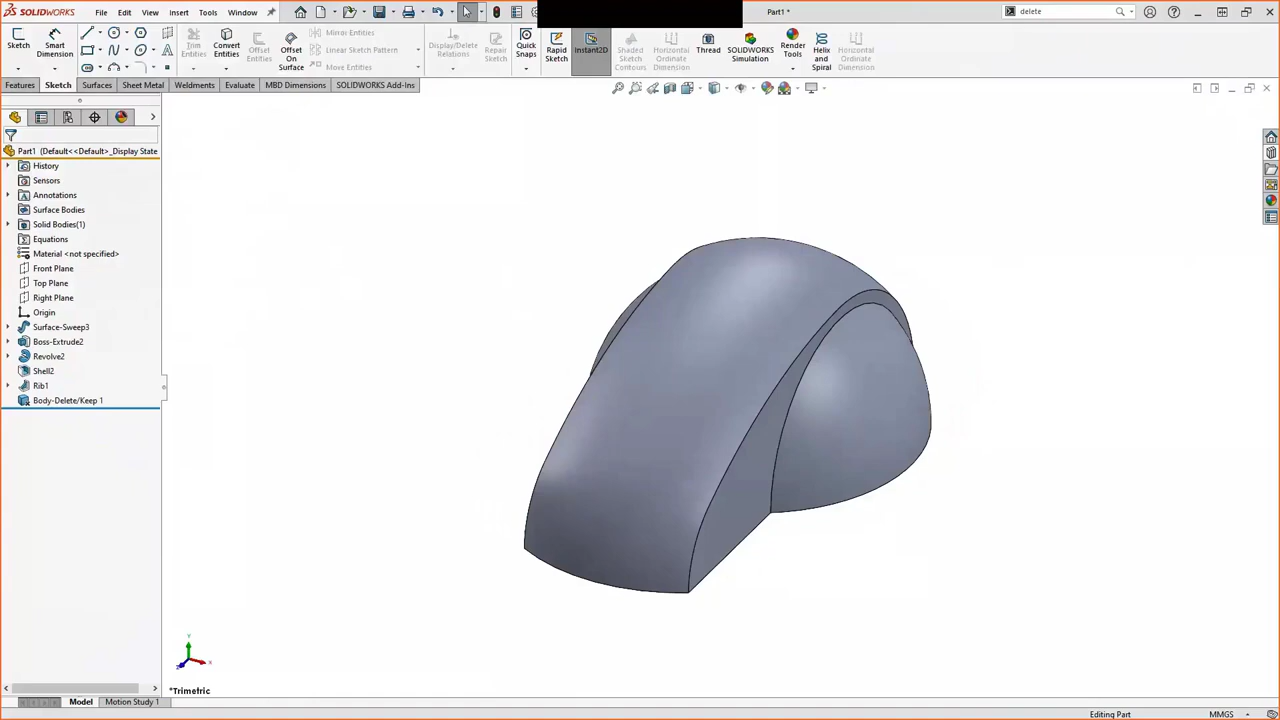 SOLIDWORKS File Edit View Insert Tools Window Part1 * delete
Sketch Smart Dimension Trim Entities Convert Entities Offset Entities Offset On Surface Mirror Entities Linear Sketch Pattern Move Entities Display/Delete Relations Repair Sketch Quick Snaps Rapid Sketch Instant2D Shaded Sketch Contours Horizontal Ordinate Dimension Thread SOLIDWORKS Simulation Render Tools Helix and Spiral Horizontal Ordinate Dimension
Features Sketch Surfaces Sheet Metal Weldments Evaluate MBD Dimensions SOLIDWORKS Add-Ins
Part1 (Default<<Default>_Display State
History
Sensors
Annotations
Surface Bodies
Solid Bodies(1)
Equations
Material <not specified>
Front Plane
Top Plane
Right Plane
Origin
Surface-Sweep3
Boss-Extrude2
Revolve2
Shell2
Rib1
Body-Delete/Keep 1
Y
X
Z
*Trimetric
Model Motion Study 1
Editing Part MMGS